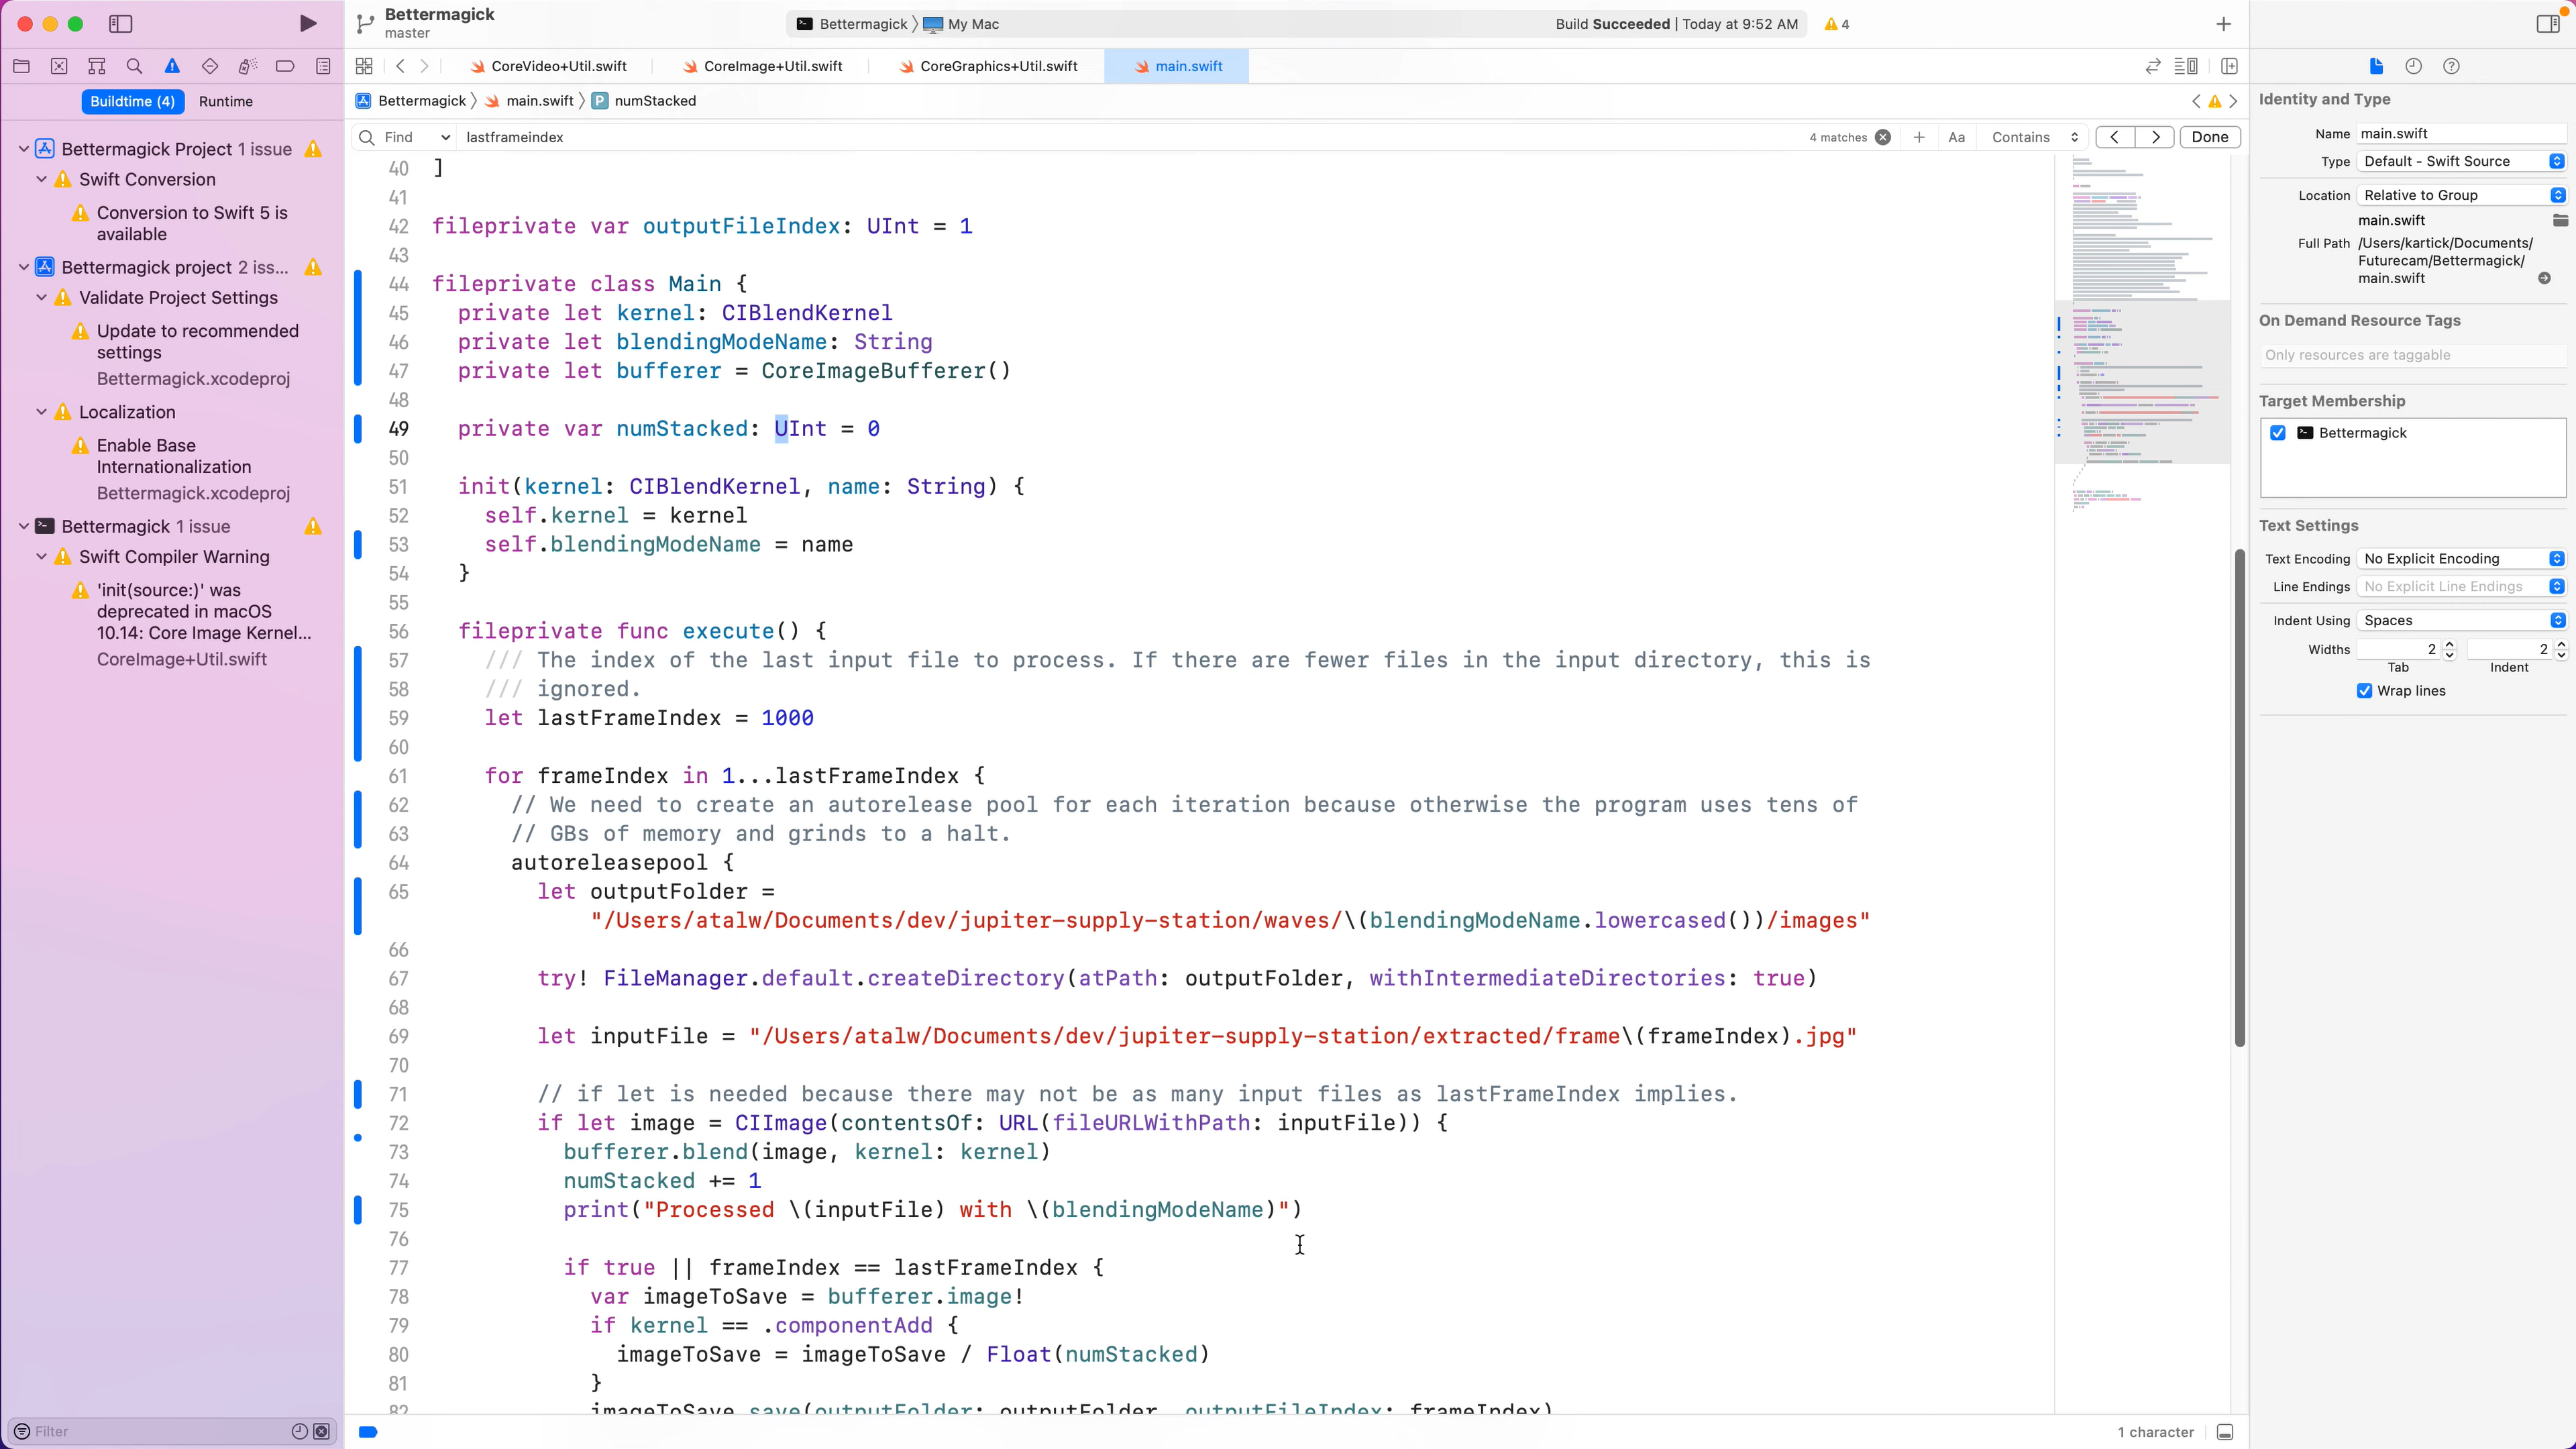 Bettermagick
master
Bettermagick
My Mac
Build Succeeded | Today at 9:52 AM
4
CoreVideo+Util.swift
CoreImage+Util.swift
CoreGraphics+Util.swift
main.swift
Buildtime (4)
Runtime
Bettermagick
main.swift
P
numStacked
Find
lastframeindex
4 matches
Aa
Contains
Done
Bettermagick Project 1 issue
Swift Conversion
Conversion to Swift 5 is
available
Bettermagick project 2 iss...
Validate Project Settings
Update to recommended
settings
Bettermagick.xcodeproj
Localization
Enable Base
Internationalization
Bettermagick.xcodeproj
Bettermagick 1 issue
Swift Compiler Warning
'init(source:)' was
deprecated in macOS
10.14: Core Image Kernel...
CoreImage+Util.swift
Filter
40 ]
41
42 fileprivate var outputFileIndex: UInt = 1
43
44 fileprivate class Main {
45 private let kernel: CIBlendKernel
46 private let blendingModeName: String
47 private let bufferer = CoreImageBufferer()
48
49 private var numStacked: UInt = 0
50
51 init(kernel: CIBlendKernel, name: String) {
52 self.kernel = kernel
53 self.blendingModeName = name
54 }
55
56 fileprivate func execute() {
57 /// The index of the last input file to process. If there are fewer files in the input directory, this is
58 /// ignored.
59 let lastFrameIndex = 1000
60
61 for frameIndex in 1...lastFrameIndex {
62 // We need to create an autorelease pool for each iteration because otherwise the program uses tens of
63 // GBs of memory and grinds to a halt.
64 autoreleasepool {
65 let outputFolder =
"/Users/atalw/Documents/dev/jupiter-supply-station/waves/\(blendingModeName.lowercased())/images"
66
67 try! FileManager.default.createDirectory(atPath: outputFolder, withIntermediateDirectories: true)
68
69 let inputFile = "/Users/atalw/Documents/dev/jupiter-supply-station/extracted/frame\(frameIndex).jpg"
70
71 // if let is needed because there may not be as many input files as lastFrameIndex implies.
72 if let image = CIImage(contentsOf: URL(fileURLWithPath: inputFile)) {
73 bufferer.blend(image, kernel: kernel)
74 numStacked += 1
75 print("Processed \(inputFile) with \(blendingModeName)")
76
77 if true || frameIndex == lastFrameIndex {
78 var imageToSave = bufferer.image!
79 if kernel == .componentAdd {
80 imageToSave = imageToSave / Float(numStacked)
81 }
82 imageToSave.save(outputFolder: outputFolder, outputFileIndex: frameIndex)
1 character
Identity and Type
Name main.swift
Type Default - Swift Source
Location Relative to Group
main.swift
Full Path /Users/kartick/Documents/
Futurecam/Bettermagick/
main.swift
On Demand Resource Tags
Only resources are taggable
Target Membership
Bettermagick
Text Settings
Text Encoding No Explicit Encoding
Line Endings No Explicit Line Endings
Indent Using Spaces
Widths 2 2
Tab Indent
Wrap lines